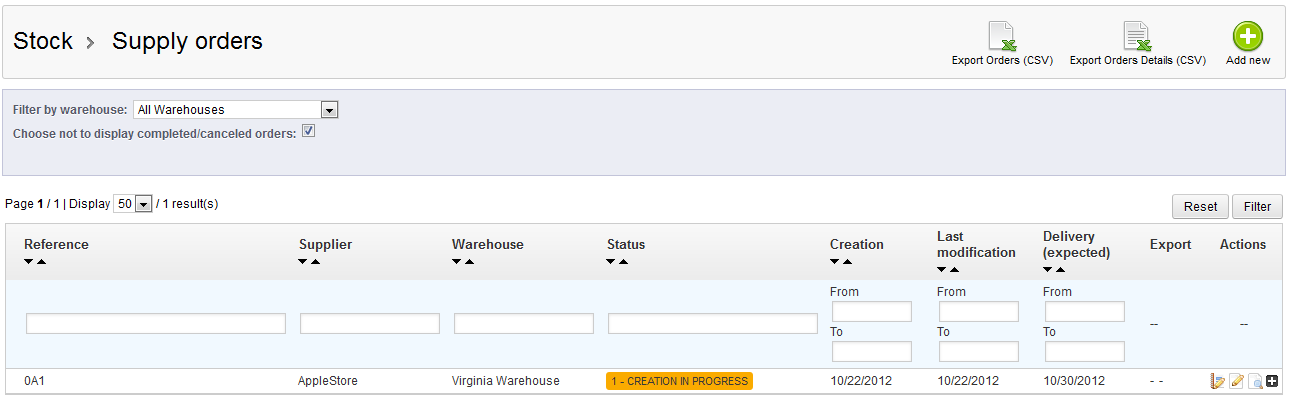 Stock > Supply orders
Export Orders (CSV) Export Orders Details (CSV) Add new
Filter by warehouse: All Warehouses
Choose not to display completed/canceled orders:
Page 1 / 1 | Display 50 / 1 result(s)
Reset Filter
Reference Supplier Warehouse Status Creation Last modification Delivery (expected) Export Actions
From From From
-- --
To To To
0A1 AppleStore Virginia Warehouse 1 - CREATION IN PROGRESS 10/22/2012 10/22/2012 10/30/2012 - -